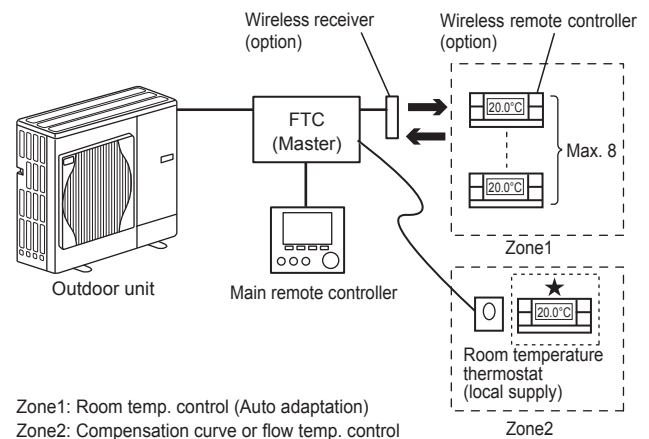 Wireless receiver
(option)
Wireless remote controller
(option)
FTC
(Master)
20.0°C
Max. 8
20.0°C
Zone1
Outdoor unit
Main remote controller
★
20.0°C
Room temperature
thermostat
(local supply)
Zone2
Zone1: Room temp. control (Auto adaptation)
Zone2: Compensation curve or flow temp. control